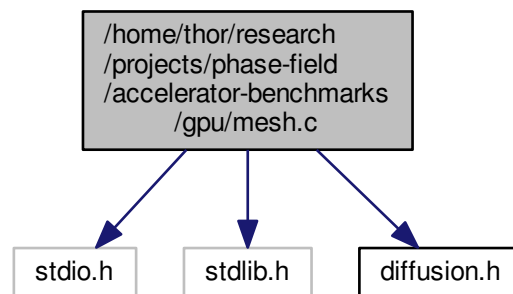 /home/thor/research
/projects/phase-field
/accelerator-benchmarks
/gpu/mesh.c
stdio.h
stdlib.h
diffusion.h